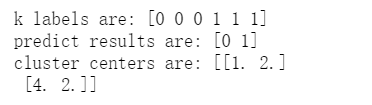 k labels are: [0 0 0 1 1 1]
predict results are: [0 1]
cluster centers are: [[1. 2.]
 [4. 2.]]